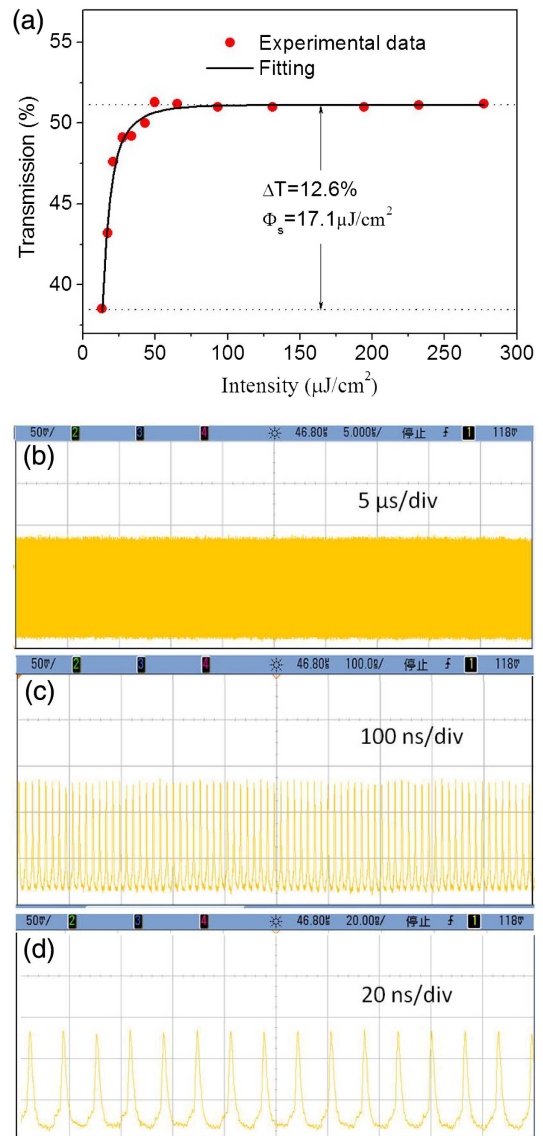 (a)
55
50
45
40
Transmission (%)
Experimental data
Fitting
ΔT=12.6%
Φs=17.1μJ/cm2
0 50 100 150 200 250 300
Intensity (μJ/cm2)
50▽/ 2 3 4 46.80 5.000 / 停止 1 118
(b)
5 μs/div
50▽/ 2 3 4 46.80 100.0 / 停止 1 118
(c)
100 ns/div
50▽/ 2 3 4 46.80 20.00 / 停止 1 118
(d)
20 ns/div